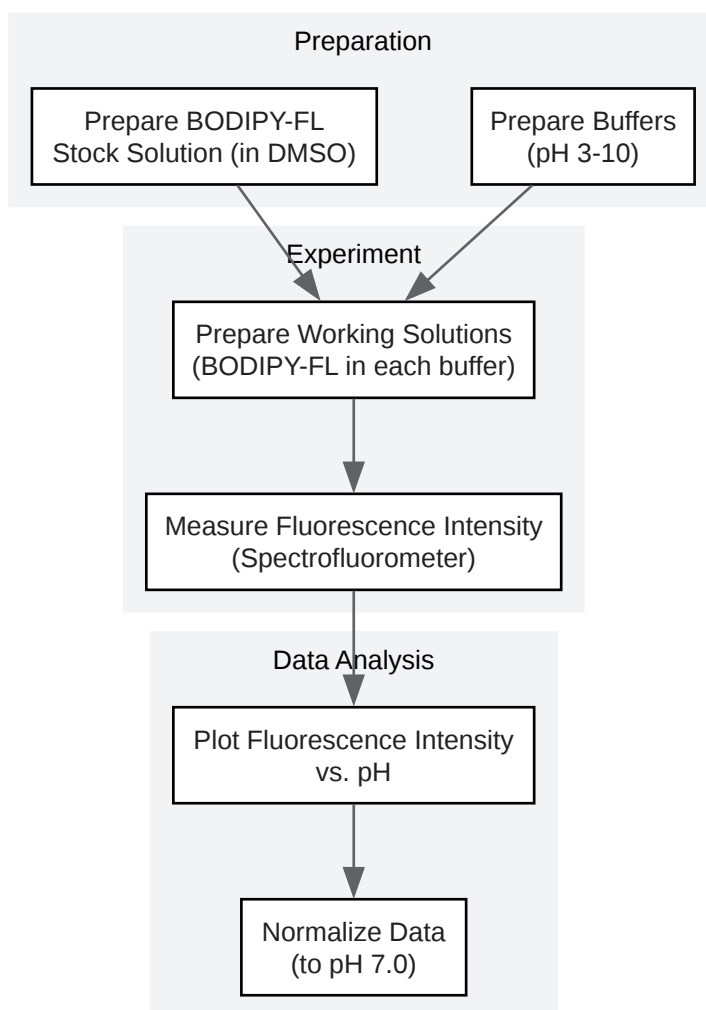 Preparation
Prepare BODIPY-FL
Stock Solution (in DMSO)
Prepare Buffers
(pH 3-10)
Experiment
Prepare Working Solutions
(BODIPY-FL in each buffer)
Measure Fluorescence Intensity
(Spectrofluorometer)
Data Analysis
Plot Fluorescence Intensity
vs. pH
Normalize Data
(to pH 7.0)